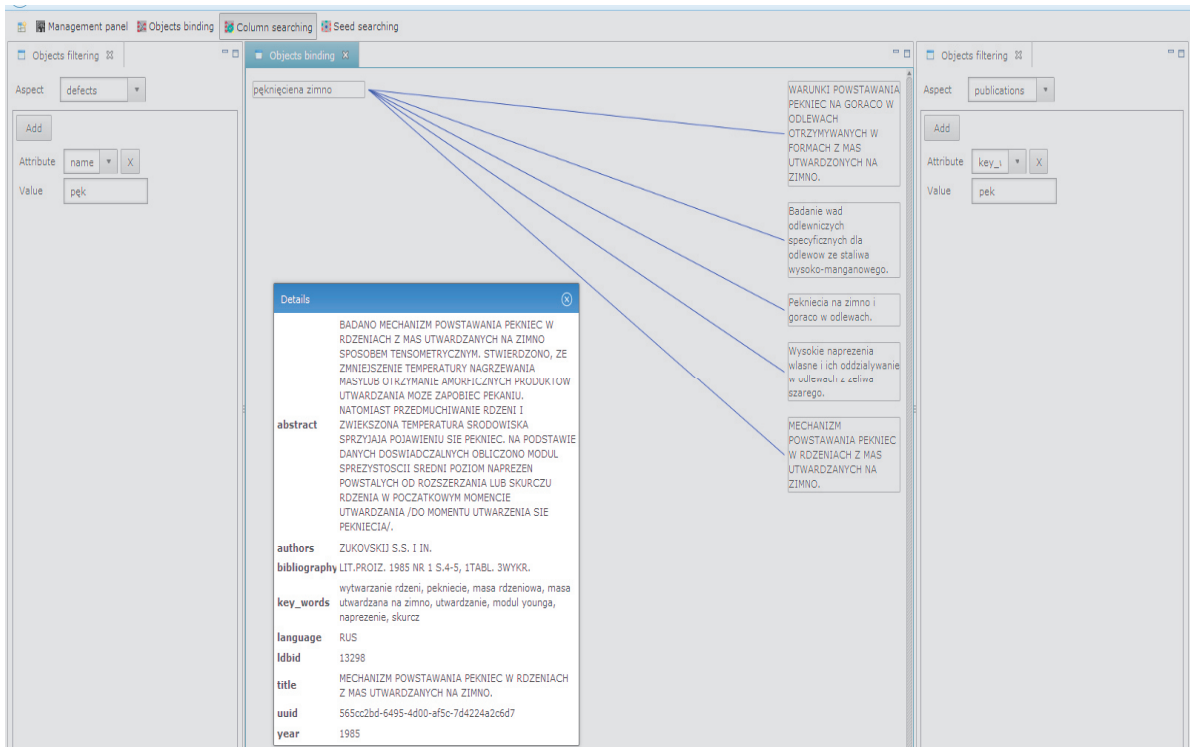 Management panel Objects binding Column searching Seed searching
Objects filtering
Aspect defects
Add
Attribute name X
Value pęk
Objects binding
pęknięciena zimno
WARUNKI POWSTAWANIA
PEKNIEC NA GORACO W
ODLEWACH
OTRZYMYWANYCH W
FORMACH Z MAS
UTWARDZONYCH NA
ZIMNO.
Badanie wad
odlewniczych
specyficznych dla
odlewow ze staliwa
wysoko-manganowego.
Pekniecia na zimno i
goraco w odlewach.
Wysokie naprezenia
wlasne i ich oddzialywanie
w odlewach z zeliwa
szarego.
MECHANIZM
POWSTAWANIA PEKNIEC
W RDZENIACH Z MAS
UTWARDZANYCH NA
ZIMNO.
Details
abstract
BADANO MECHANIZM POWSTAWANIA PEKNIEC W
RDZENIACH Z MAS UTWARDZANYCH NA ZIMNO
SPOSOBEM TENSOMETRYCZNYM. STWIERDZONO, ZE
ZMNIEJSZENIE TEMPERATURY NAGRZEWANIA
MASYLUB OTRZYMANIE AMORFICZNYCH PRODUKTOW
UTWARDZANIA MOZE ZAPOBIEC PEKANIU.
NATOMIAST PRZEDMUCHIWANIE RDZENI I
ZWIEKSZONA TEMPERATURA SRODOWISKA
SPRZYJAJA POJAWIENIU SIE PEKNIEC. NA PODSTAWIE
DANYCH DOSWIADCZALNYCH OBLICZONO MODUL
SPREZYSTOSCII SREDNI POZIOM NAPREZEN
POWSTALYCH OD ROZSZERZANIA LUB SKURCZU
RDZENIA W POCZATKOWYM MOMENCIE
UTWARDZANIA /DO MOMENTU UTWARZENIA SIE
PEKNIECIA/.
authors ZUKOVSKIJ S.S. I IN.
bibliography LIT.PROIZ. 1985 NR 1 S.4-5, 1TABL. 3WYKR.
key_words
wytwarzanie rdzeni, pekniecie, masa rdzeniowa, masa
utwardzana na zimno, utwardzanie, modul younga,
naprezenie, skurcz
language RUS
ldbid 13298
title
MECHANIZM POWSTAWANIA PEKNIEC W RDZENIACH
Z MAS UTWARDZANYCH NA ZIMNO.
uuid 565cc2bd-6495-4d00-af5c-7d4224a2c6d7
year 1985
Objects filtering
Aspect publications
Add
Attribute X
Value pek